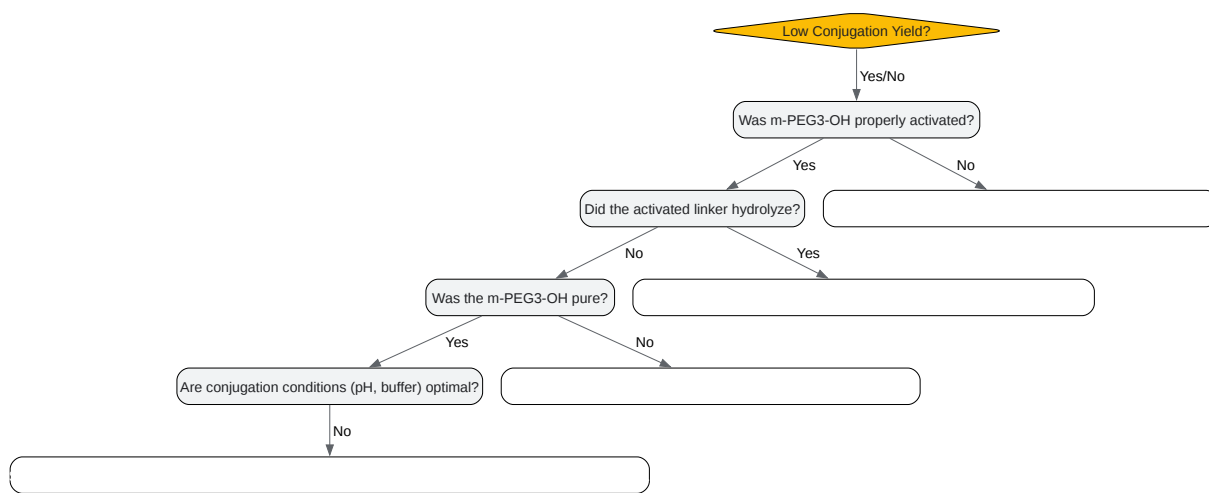 Low Conjugation Yield?
Yes/No
Was m-PEG3-OH properly activated?
Yes
No
Did the activated linker hydrolyze?
No
Yes
Was the m-PEG3-OH pure?
Yes
No
Are conjugation conditions (pH, buffer) optimal?
No